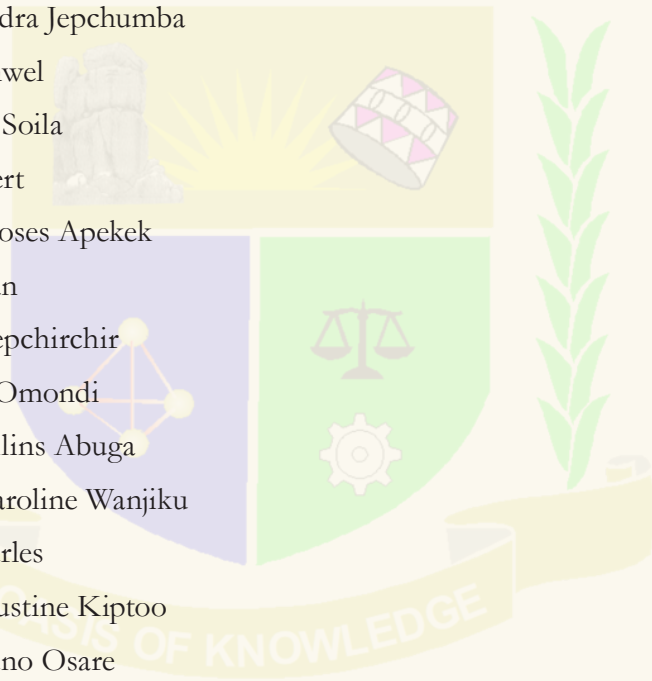 dra Jepchumba
wel
Soila
ert
oses Apekek
n
epchirchir
Omondi
llins Abuga
aroline Wanjiku
rles
ustine Kiptoo
no Osare
OASIS OF KNOWLEDGE